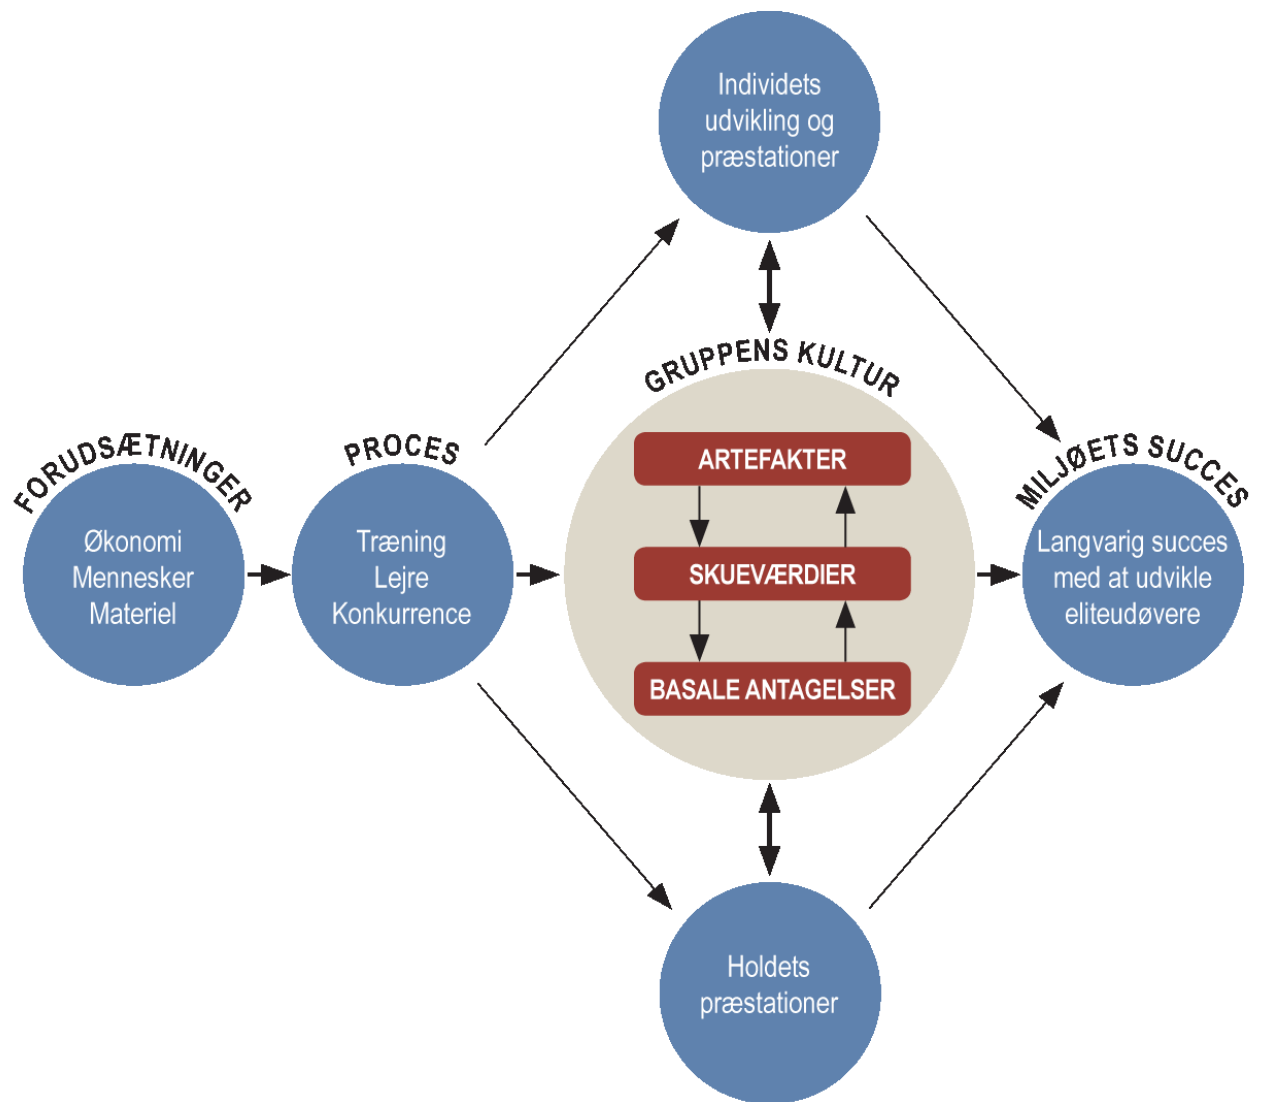 Individets
udvikling og
præstationer
GRUPPENS KULTUR
FORUDSÆTNINGER
Økonomi
Mennesker
Materiel
PROCES
Træning
Lejre
Konkurrence
ARTEFAKTER
SKUEVÆRDIER
BASALE ANTAGELSER
MILJØETS SUCCES
Langvarig succes
med at udvikle
eliteudøvere
Holdets
præstationer